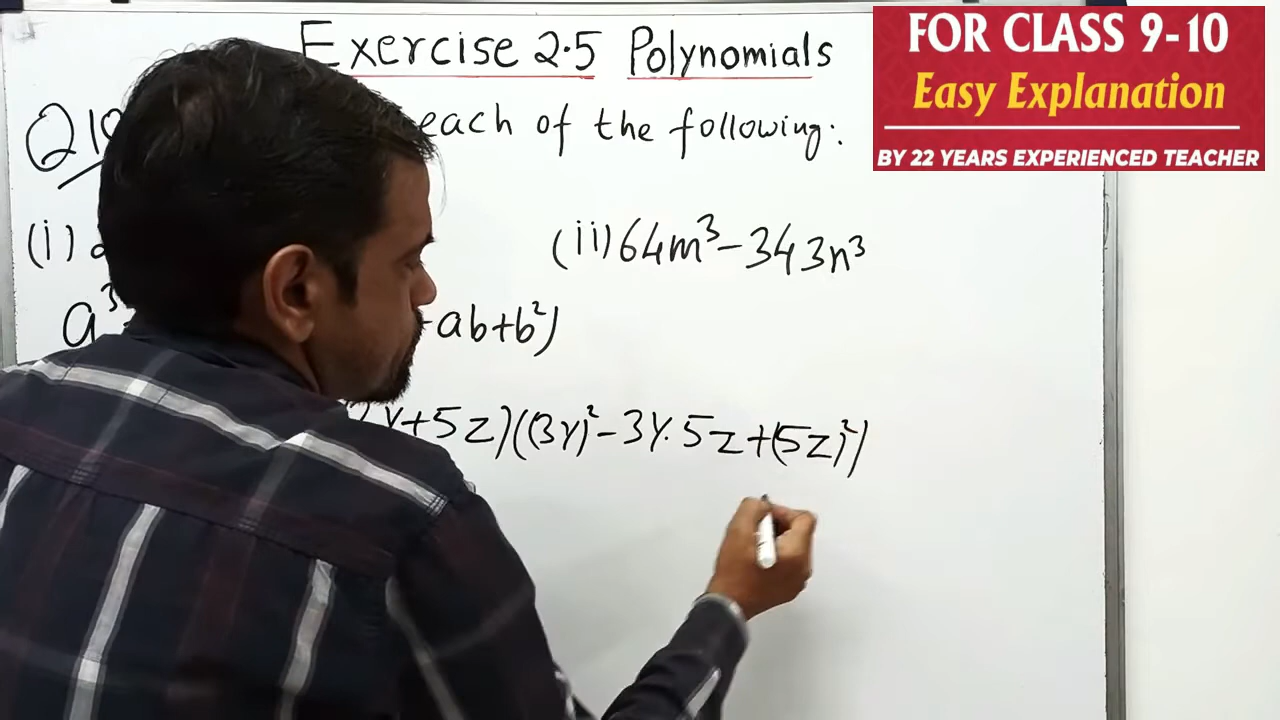 Exercise 2.5 Polynomials
FOR CLASS 9-10
Easy Explanation
BY 22 YEARS EXPERIENCED TEACHER
Q10 each of the following:
(i) (ii) 64m³-343n³
a³ +ab+b²)
y+5z)((3y)²-3y.5z+(5z)²)